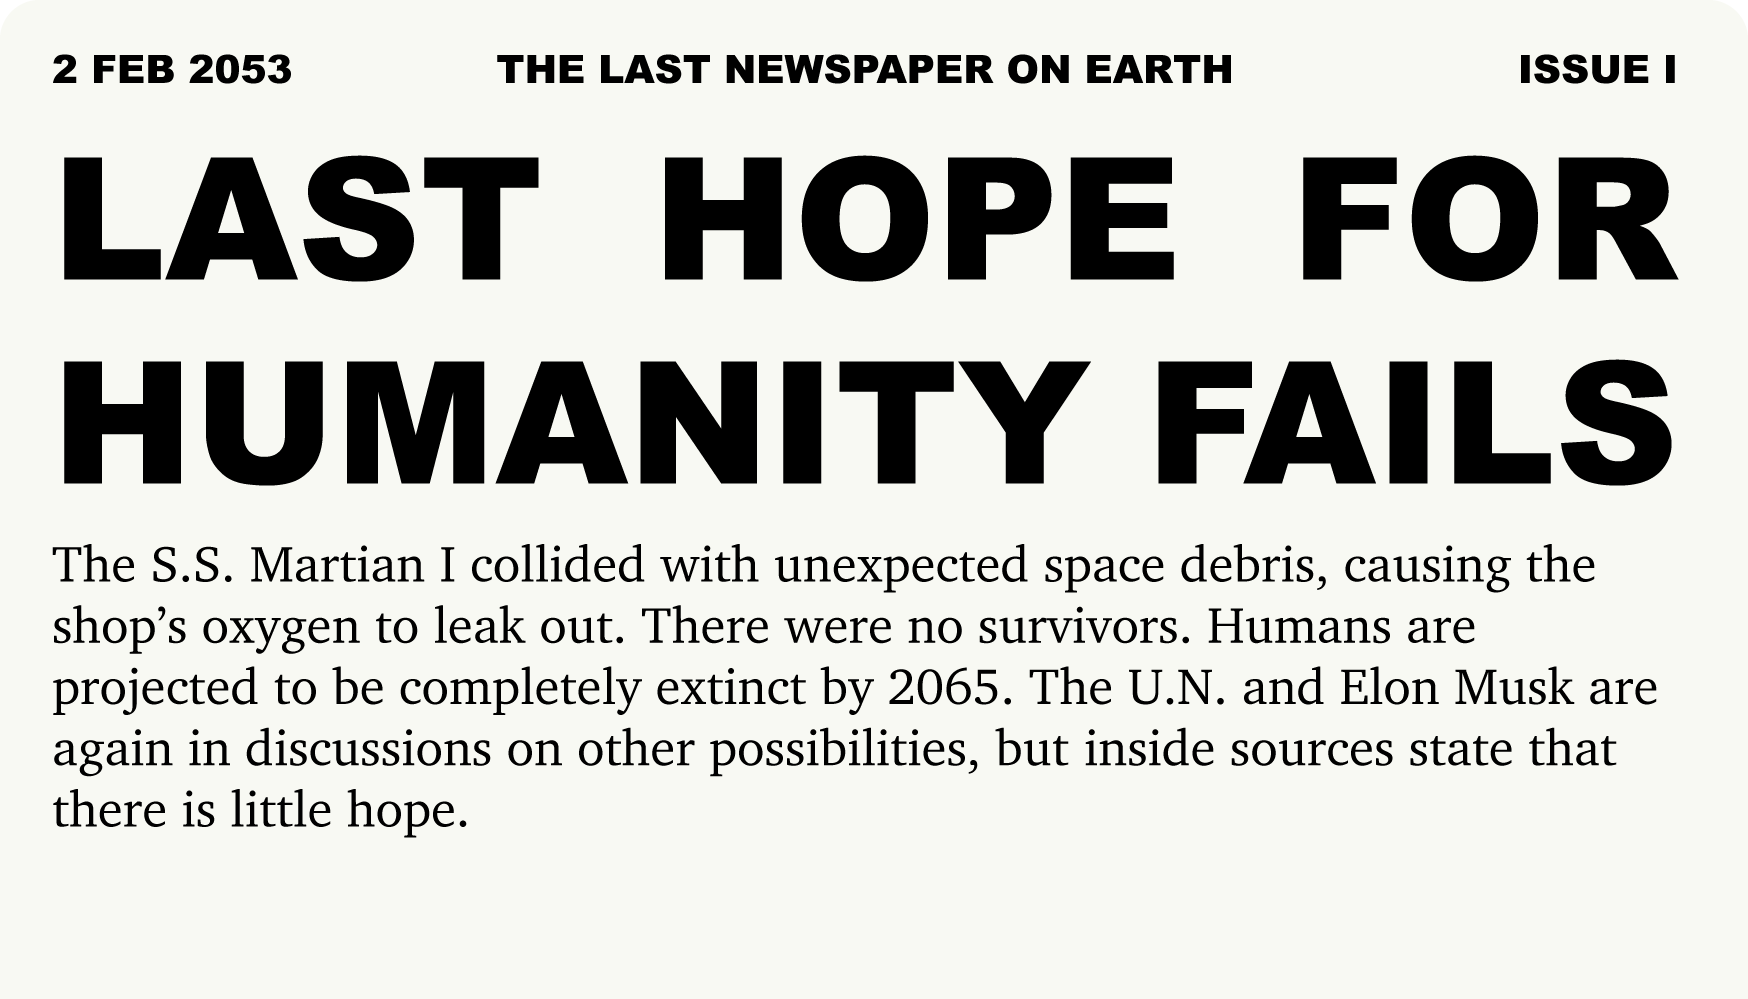 2 FEB 2053 THE LAST NEWSPAPER ON EARTH ISSUE I
LAST HOPE FOR
HUMANITY FAILS
The S.S. Martian I collided with unexpected space debris, causing the
shop’s oxygen to leak out. There were no survivors. Humans are
projected to be completely extinct by 2065. The U.N. and Elon Musk are
again in discussions on other possibilities, but inside sources state that
there is little hope.